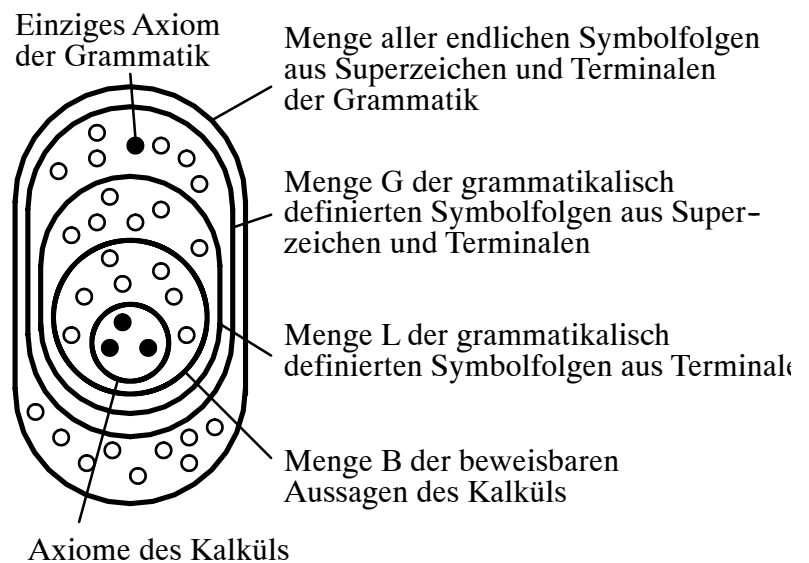 Einziges Axiom
der Grammatik
Menge aller endlichen Symbolfolgen
aus Superzeichen und Terminalen
der Grammatik
Menge G der grammatikalisch
definierten Symbolfolgen aus Super-
zeichen und Terminalen
Menge L der grammatikalisch
definierten Symbolfolgen aus Terminale
Menge B der beweisbaren
Aussagen des Kalküls
Axiome des Kalküls